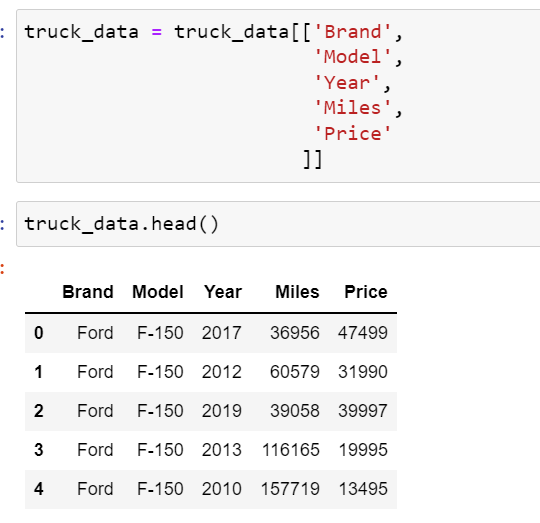 : truck_data = truck_data[['Brand',
'Model',
'Year',
'Miles',
'Price'
]]
: truck_data.head()
:
Brand Model Year Miles Price
0 Ford F-150 2017 36956 47499
1 Ford F-150 2012 60579 31990
2 Ford F-150 2019 39058 39997
3 Ford F-150 2013 116165 19995
4 Ford F-150 2010 157719 13495